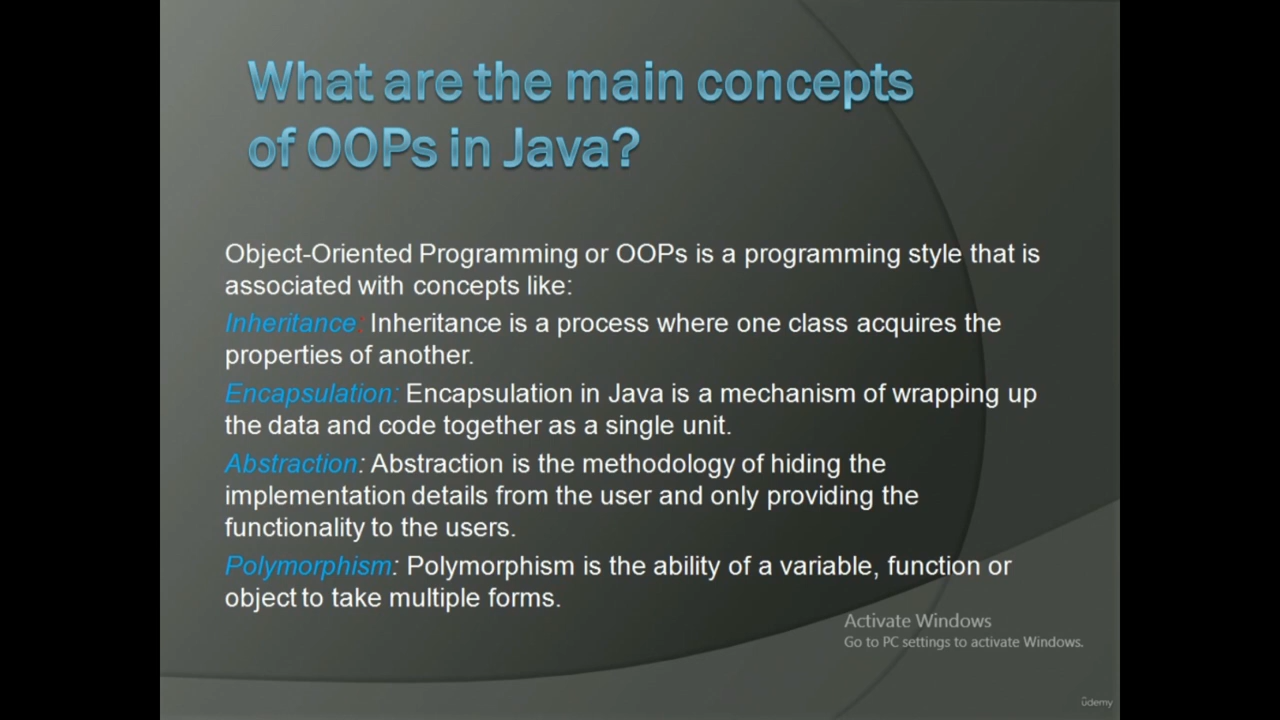 What are the main concepts
of OOPs in Java?
Object-Oriented Programming or OOPs is a programming style that is
associated with concepts like:
Inheritance: Inheritance is a process where one class acquires the
properties of another.
Encapsulation: Encapsulation in Java is a mechanism of wrapping up
the data and code together as a single unit.
Abstraction: Abstraction is the methodology of hiding the
implementation details from the user and only providing the
functionality to the users.
Polymorphism: Polymorphism is the ability of a variable, function or
object to take multiple forms.
Activate Windows
Go to PC settings to activate Windows.
udemy